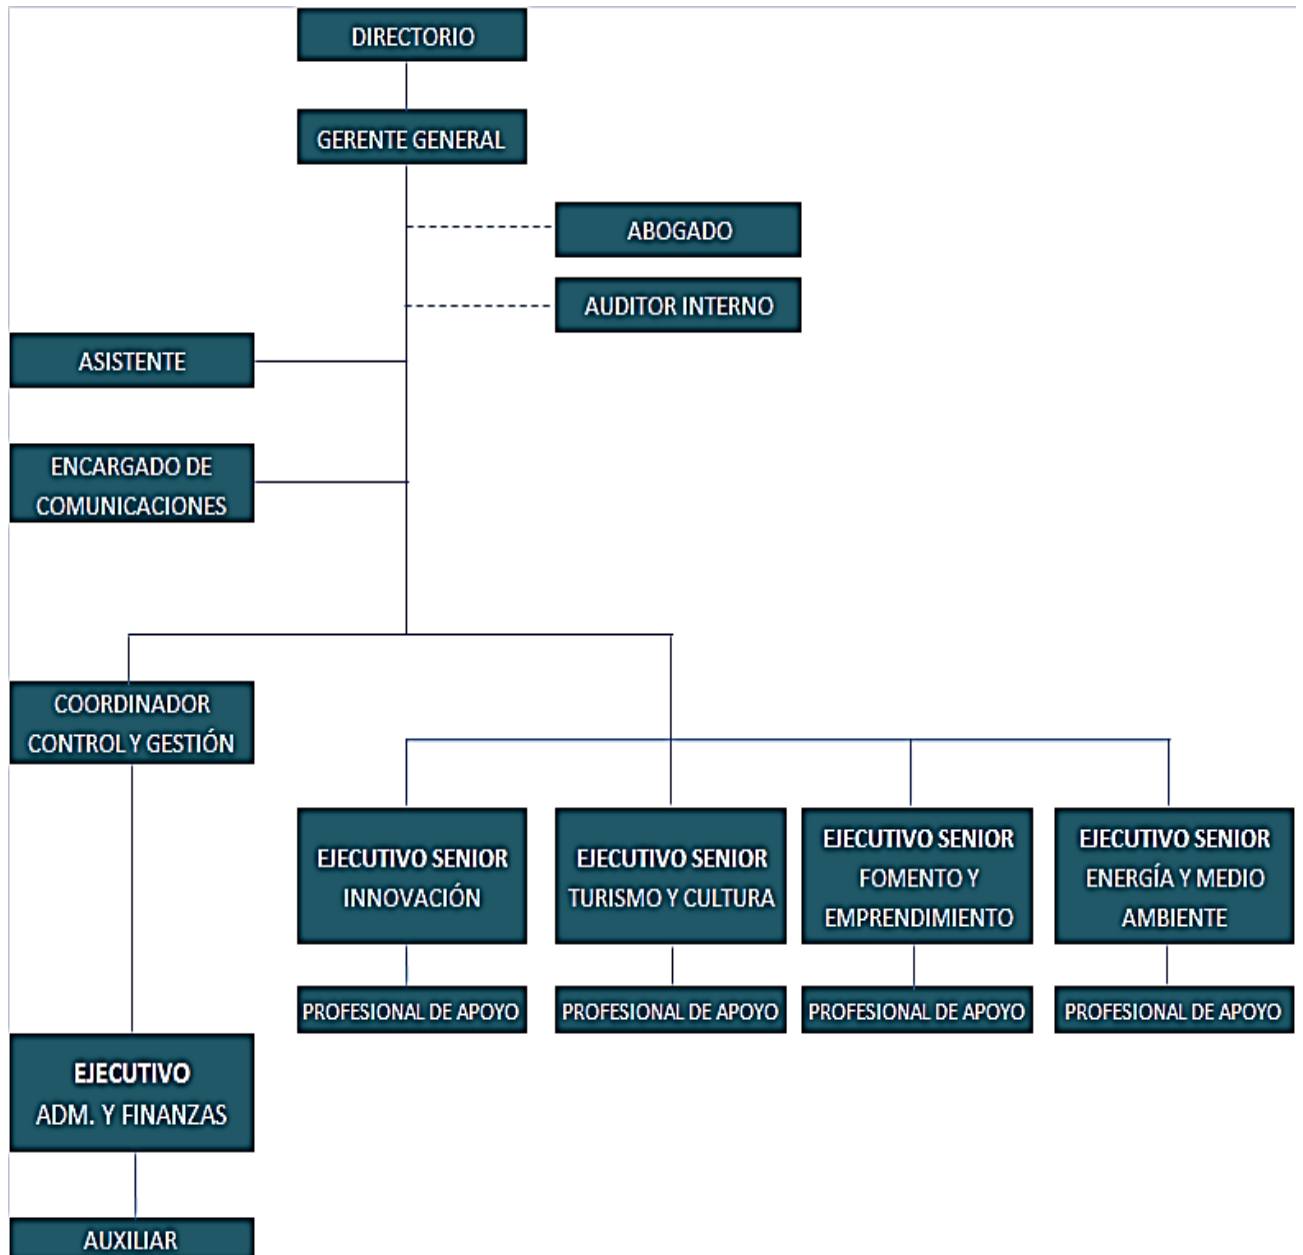 DIRECTORIO
GERENTE GENERAL
ABOGADO
AUDITOR INTERNO
ASISTENTE
ENCARGADO DE
COMUNICACIONES
COORDINADOR
CONTROL Y GESTIÓN
EJECUTIVO SENIOR
INNOVACIÓN
EJECUTIVO SENIOR
TURISMO Y CULTURA
EJECUTIVO SENIOR
FOMENTO Y
EMPRENDIMIENTO
EJECUTIVO SENIOR
ENERGÍA Y MEDIO
AMBIENTE
PROFESIONAL DE APOYO
PROFESIONAL DE APOYO
PROFESIONAL DE APOYO
PROFESIONAL DE APOYO
EJECUTIVO
ADM. Y FINANZAS
AUXILIAR